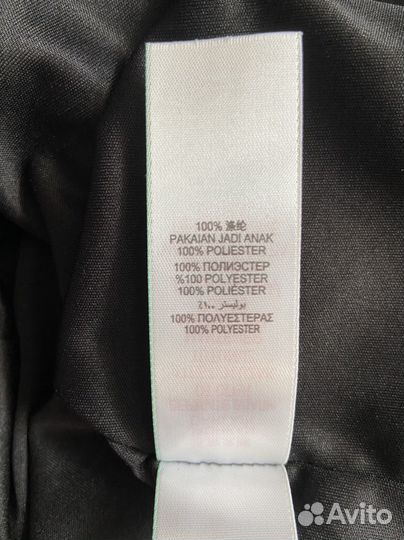 100% 涤纶
PAKAIAN JADI ANAK
100% POLIESTER
100% ПОЛИЭСТЕР
%100 POLYESTER
100% POLIÉSTER
٪١٠٠ بوليستر
100% ΠΟΛΥΕΣΤΕΡΑΣ
100% POLYESTER
Avito